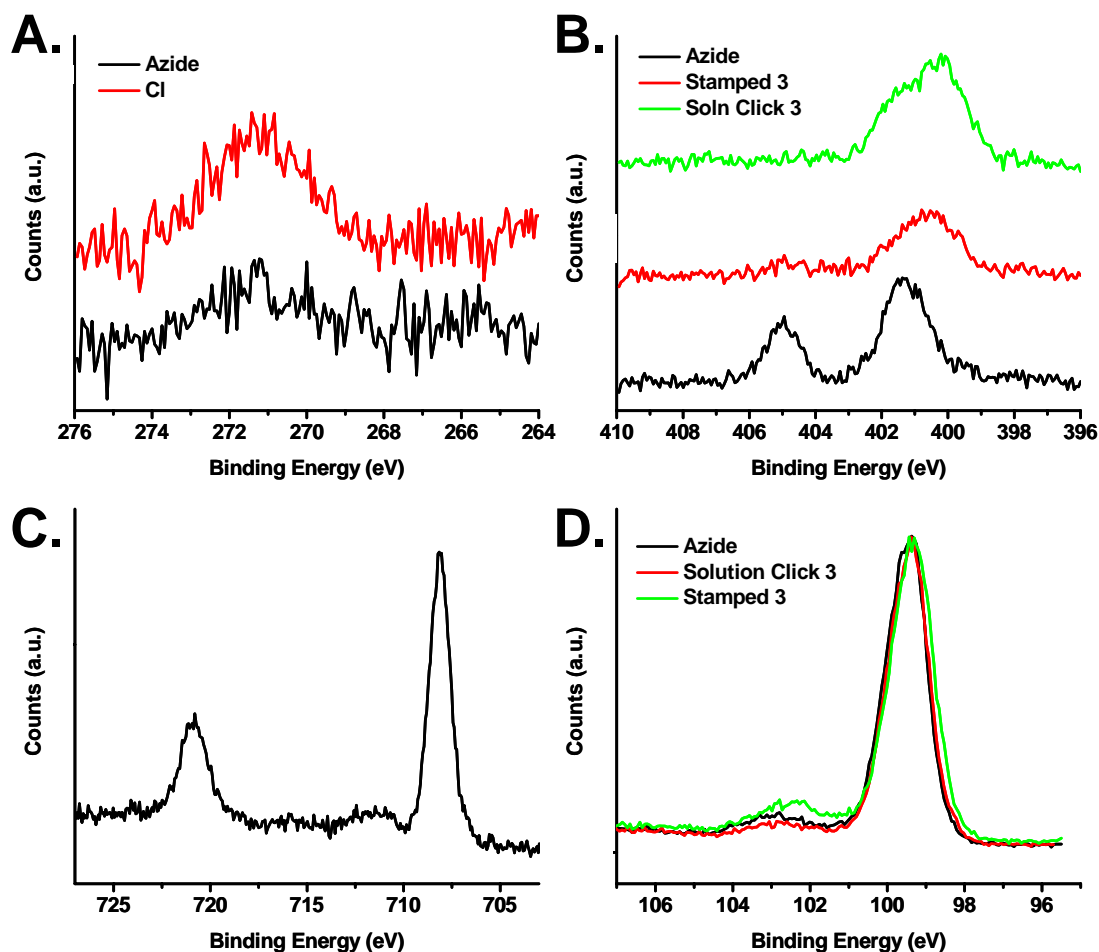 A.
Azide
Cl
Counts (a.u.)
276 274 272 270 268 266 264
Binding Energy (eV)
B.
Azide
Stamped 3
Soln Click 3
Counts (a.u.)
410 408 406 404 402 400 398 396
Binding Energy (eV)
C.
Counts (a.u.)
725 720 715 710 705
Binding Energy (eV)
D.
Azide
Solution Click 3
Stamped 3
Counts (a.u.)
106 104 102 100 98 96
Binding Energy (eV)